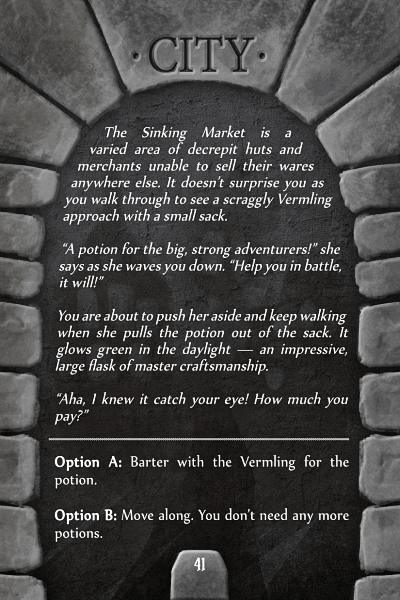 · CITY ·
The Sinking Market is a
varied area of decrepit huts and
merchants unable to sell their wares
anywhere else. It doesn't surprise you as
you walk through to see a scraggly Vermling
approach with a small sack.
“A potion for the big, strong adventurers!” she
says as she waves you down. “Help you in battle,
it will!”
You are about to push her aside and keep walking
when she pulls the potion out of the sack. It
glows green in the daylight — an impressive,
large flask of master craftsmanship.
“Aha, I knew it catch your eye! How much you
pay?”
Option A: Barter with the Vermling for the
potion.
Option B: Move along. You don't need any more
potions.
41